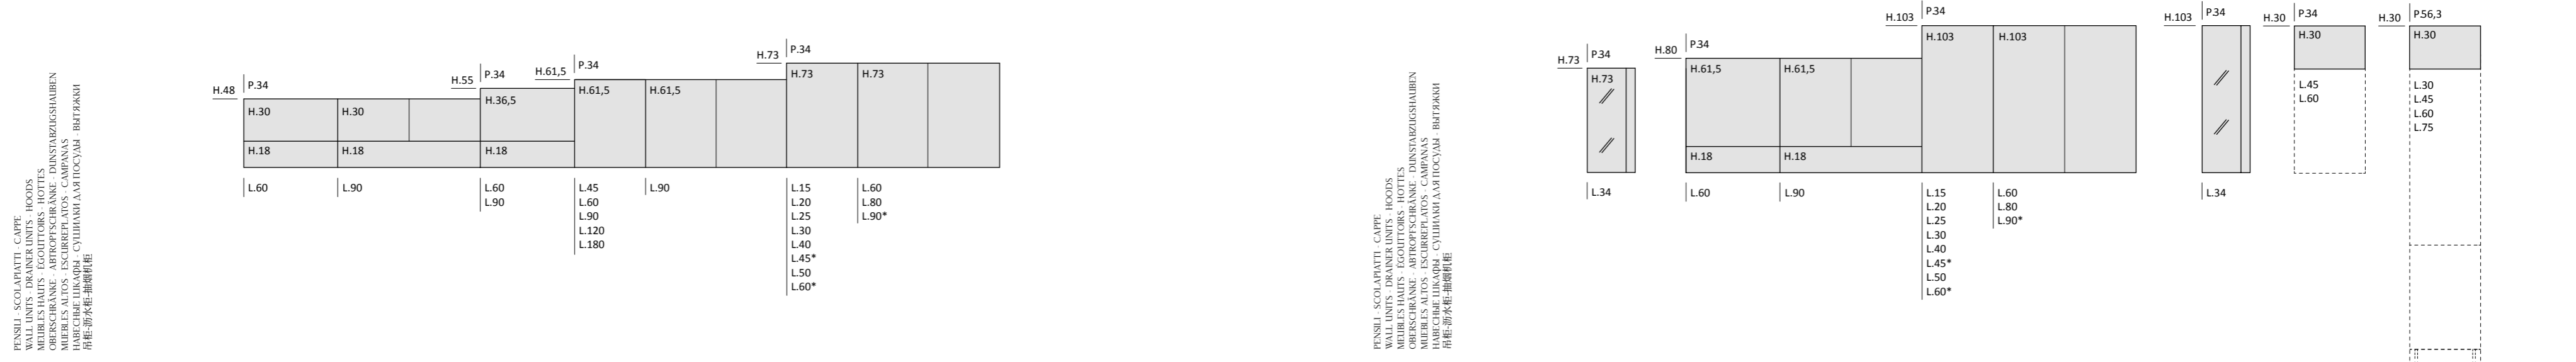 PENSILI · SCOLAPIATTI · CAPPE
WALL UNITS · DRAINER UNITS · HOODS
MEUBLES HAUTS · ÉGOUTTOIRS · HOTTES
OBERSCHRÄNKE · ABTROPFSCHRÄNKE · DUNSTABZUGSHAUBEN
MUEBLES ALTOS · ESCURREPLATOS · CAMPANAS
НАВЕСНЫЕ ШКАФЫ · СУШИЛКИ ДЛЯ ПОСУДЫ · ВЫТЯЖКИ
吊柜-沥水柜-抽烟机柜
H.48
P.34
H.30
H.18
L.60
H.30
H.18
L.90
H.55
P.34
H.36,5
H.18
L.60
L.90
H.61,5
P.34
H.61,5
L.45
L.60
L.90
L.120
L.180
H.61,5
L.90
H.73
P.34
H.73
L.15
L.20
L.25
L.30
L.40
L.45*
L.50
L.60*
H.73
L.60
L.80
L.90*
PENSILI · SCOLAPIATTI · CAPPE
WALL UNITS · DRAINER UNITS · HOODS
MEUBLES HAUTS · ÉGOUTTOIRS · HOTTES
OBERSCHRÄNKE · ABTROPFSCHRÄNKE · DUNSTABZUGSHAUBEN
MUEBLES ALTOS · ESCURREPLATOS · CAMPANAS
НАВЕСНЫЕ ШКАФЫ · СУШИЛКИ ДЛЯ ПОСУДЫ · ВЫТЯЖКИ
吊柜-沥水柜-抽烟机柜
H.73
P.34
H.73
L.34
H.80
P.34
H.61,5
H.18
L.60
H.61,5
H.18
L.90
H.103
P.34
H.103
L.15
L.20
L.25
L.30
L.40
L.45*
L.50
L.60*
H.103
L.60
L.80
L.90*
H.103
P.34
L.34
H.30
P.34
H.30
L.45
L.60
H.30
P.56,3
H.30
L.30
L.45
L.60
L.75